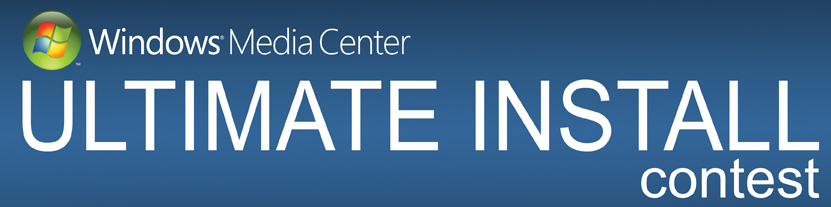 Windows® Media Center
ULTIMATE INSTALL
contest